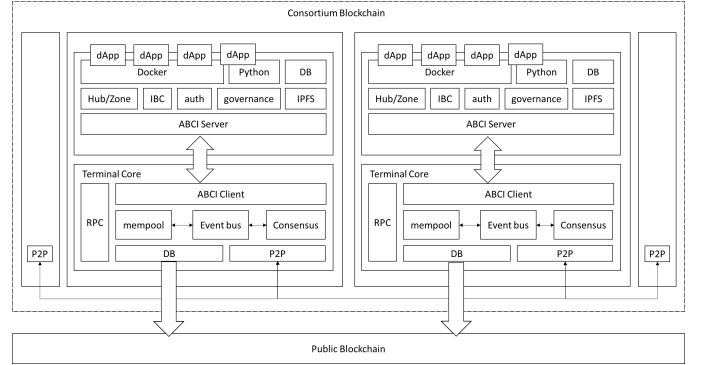 Consortium Blockchain
dApp dApp dApp dApp
Docker Python DB
Hub/Zone IBC auth governance IPFS
ABCI Server
Terminal Core
ABCI Client
RPC
mempool Event bus Consensus
DB P2P
dApp dApp dApp dApp
Docker Python DB
Hub/Zone IBC auth governance IPFS
ABCI Server
Terminal Core
ABCI Client
RPC
mempool Event bus Consensus
DB P2P
P2P
P2P
Public Blockchain